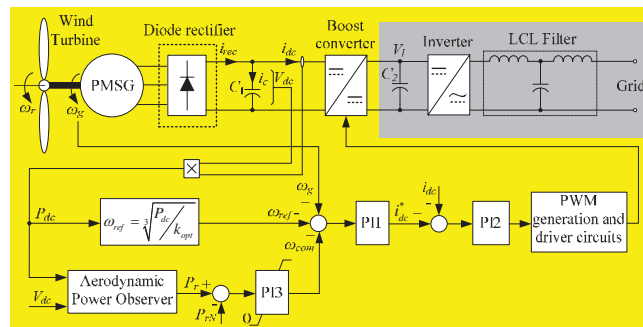 Wind
Turbine
Diode rectifier
Boost
converter
Inverter
LCL Filter
i_rec
i_dc
V_l
PMSG
C_1
i_c
V_dc
C_2
Grid
ω_r
ω_g
×
ω_g
i_dc
P_dc
ω_ref = ∛(P_dc / k_opt)
ω_ref -
-
-
PI1
i*_dc -
-
PI2
PWM
generation and
driver circuits
ω_com
Aerodynamic
Power Observer
V_dc
P_r +
-
P_rN
PI3
0